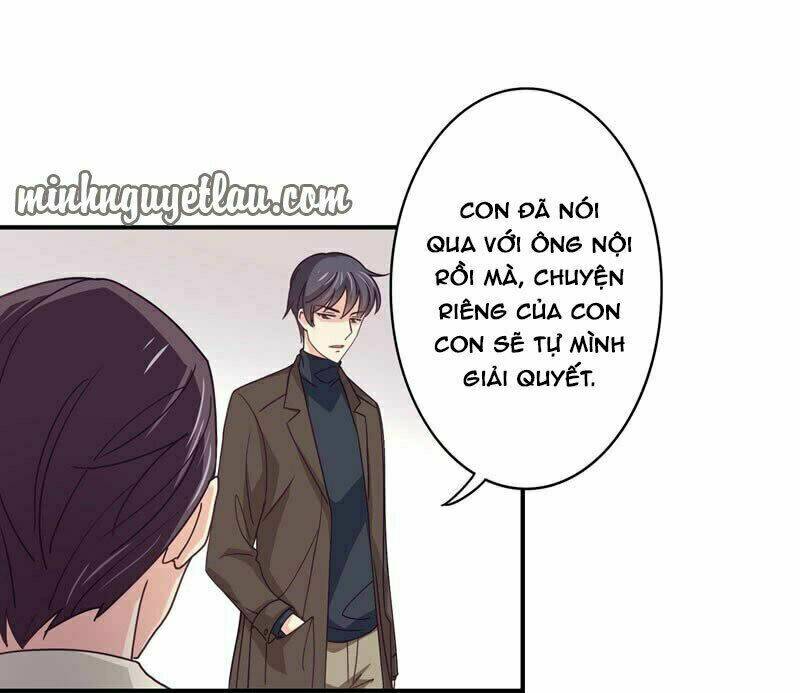 minhnguyetlau.com
CON ĐÃ NÓI
QUA VỚI ÔNG NỘI
RỒI MÀ, CHUYỆN
RIÊNG CỦA CON
CON SẼ TỰ MÌNH
GIẢI QUYẾT.